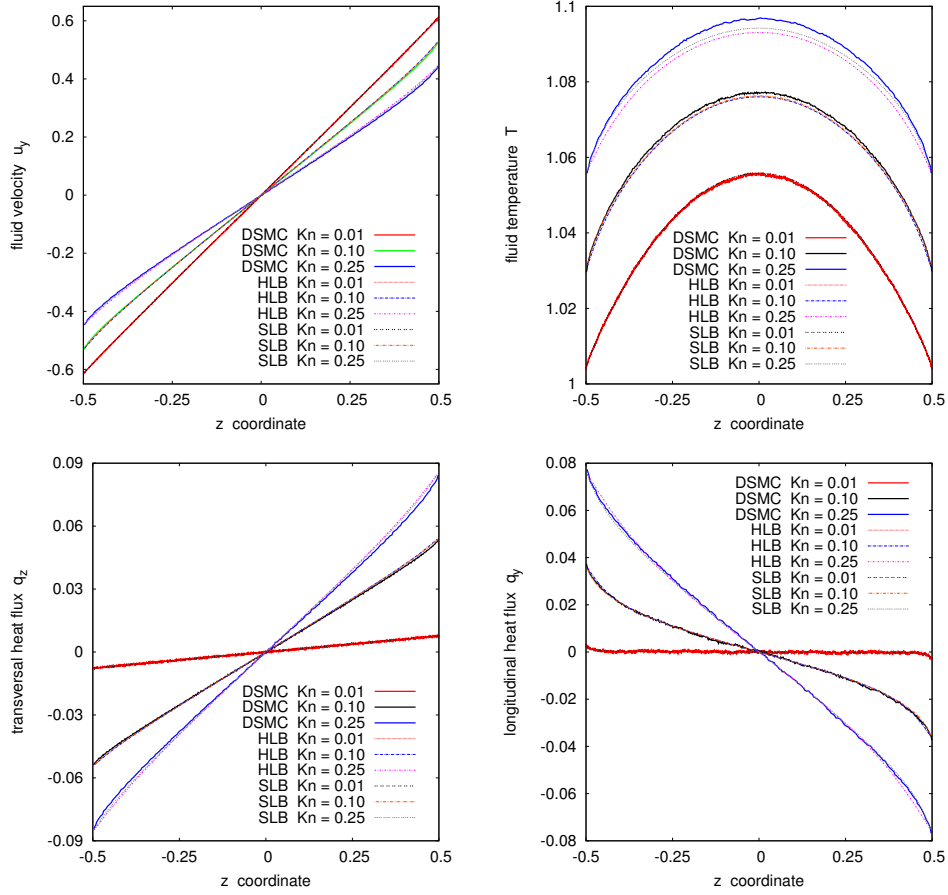 0.6
0.4
0.2
0
-0.2
-0.4
-0.6
fluid velocity u_y
DSMC Kn = 0.01
DSMC Kn = 0.10
DSMC Kn = 0.25
HLB Kn = 0.01
HLB Kn = 0.10
HLB Kn = 0.25
SLB Kn = 0.01
SLB Kn = 0.10
SLB Kn = 0.25
-0.5 -0.25 0 0.25 0.5
z coordinate
1.1
1.08
1.06
1.04
1.02
1
fluid temperature T
DSMC Kn = 0.01
DSMC Kn = 0.10
DSMC Kn = 0.25
HLB Kn = 0.01
HLB Kn = 0.10
HLB Kn = 0.25
SLB Kn = 0.01
SLB Kn = 0.10
SLB Kn = 0.25
-0.5 -0.25 0 0.25 0.5
z coordinate
0.09
0.06
0.03
0
-0.03
-0.06
-0.09
transversal heat flux q_z
DSMC Kn = 0.01
DSMC Kn = 0.10
DSMC Kn = 0.25
HLB Kn = 0.01
HLB Kn = 0.10
HLB Kn = 0.25
SLB Kn = 0.01
SLB Kn = 0.10
SLB Kn = 0.25
-0.5 -0.25 0 0.25 0.5
z coordinate
0.08
0.06
0.04
0.02
0
-0.02
-0.04
-0.06
-0.08
longitudinal heat flux q_y
DSMC Kn = 0.01
DSMC Kn = 0.10
DSMC Kn = 0.25
HLB Kn = 0.01
HLB Kn = 0.10
HLB Kn = 0.25
SLB Kn = 0.01
SLB Kn = 0.10
SLB Kn = 0.25
-0.5 -0.25 0 0.25 0.5
z coordinate